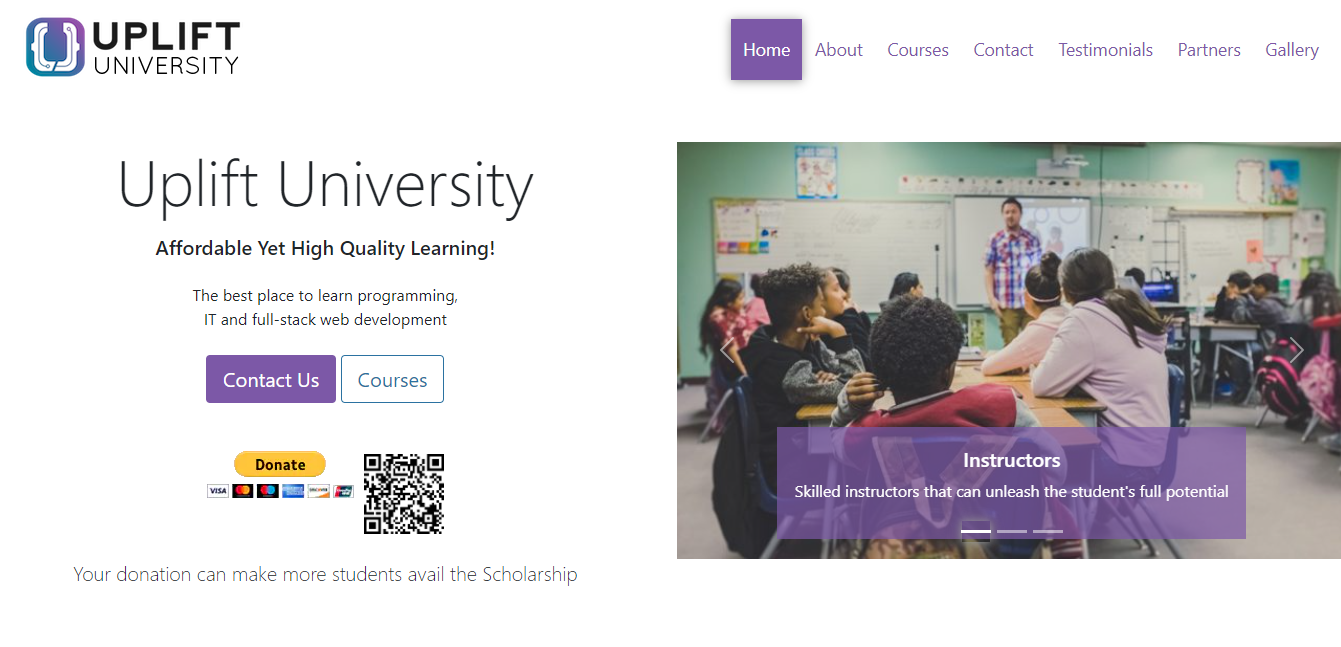 UPLIFT
UNIVERSITY
Home About Courses Contact Testimonials Partners Gallery
Uplift University
Affordable Yet High Quality Learning!
The best place to learn programming,
IT and full-stack web development
Contact Us Courses
Donate
VISA
DISCOVER
Your donation can make more students avail the Scholarship
Instructors
Skilled instructors that can unleash the student's full potential